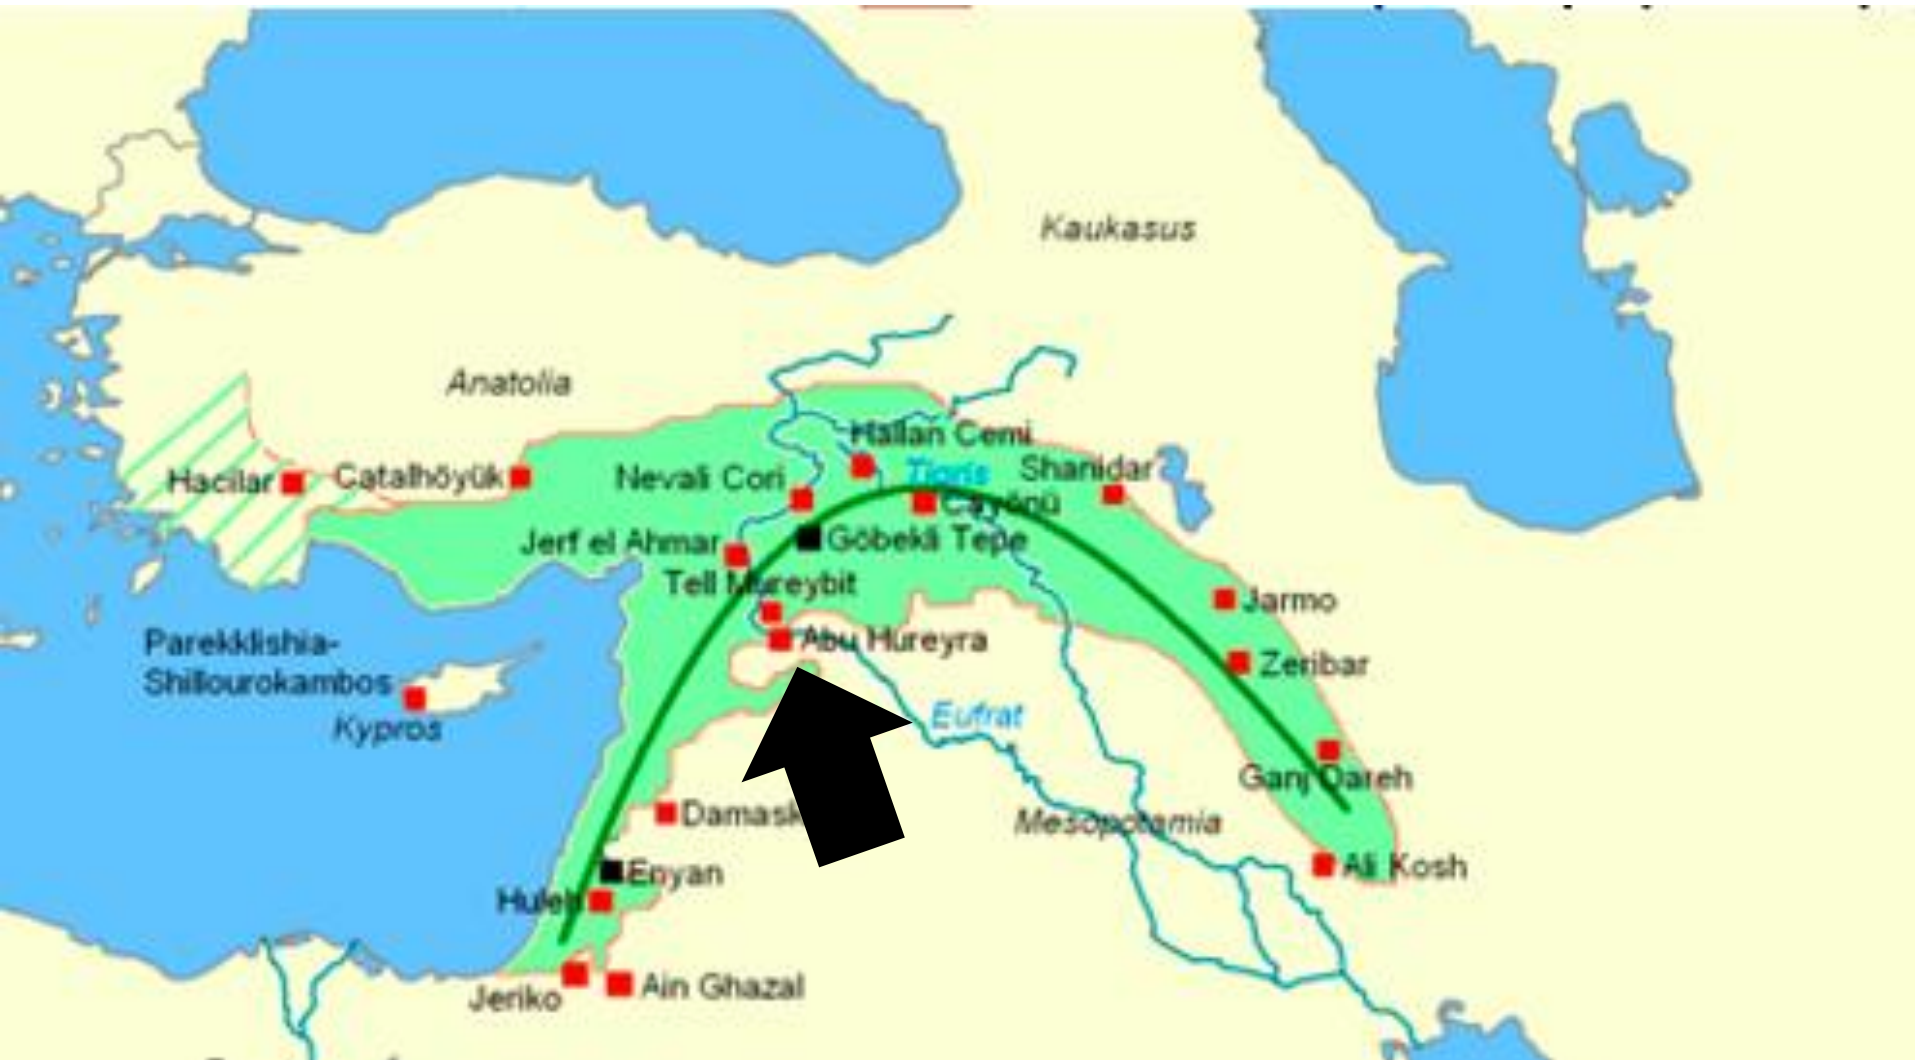 Kaukasus
Anatolia
Hallan Cemi
Tigris
Shanidar
Nevali Cori
Catalhöyük
Hacilar
Cayönü
Göbekli Tepe
Jerf el Ahmar
Tell Mureybit
Jarmo
Abu Hureyra
Zeribar
Parekklishia-
Shillourokambos
Kypros
Eufrat
Ganj Dareh
Damask
Mesopotamia
Ali Kosh
Enyan
Huleh
Ain Ghazal
Jeriko